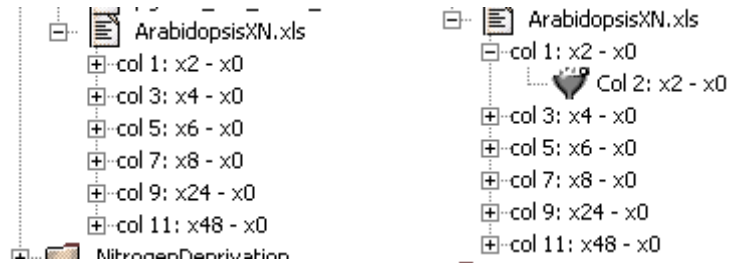 ArabidopsisXN.xls
col 1: x2 - x0
col 3: x4 - x0
col 5: x6 - x0
col 7: x8 - x0
col 9: x24 - x0
col 11: x48 - x0
NitrogenDeprivation
ArabidopsisXN.xls
col 1: x2 - x0
Col 2: x2 - x0
col 3: x4 - x0
col 5: x6 - x0
col 7: x8 - x0
col 9: x24 - x0
col 11: x48 - x0